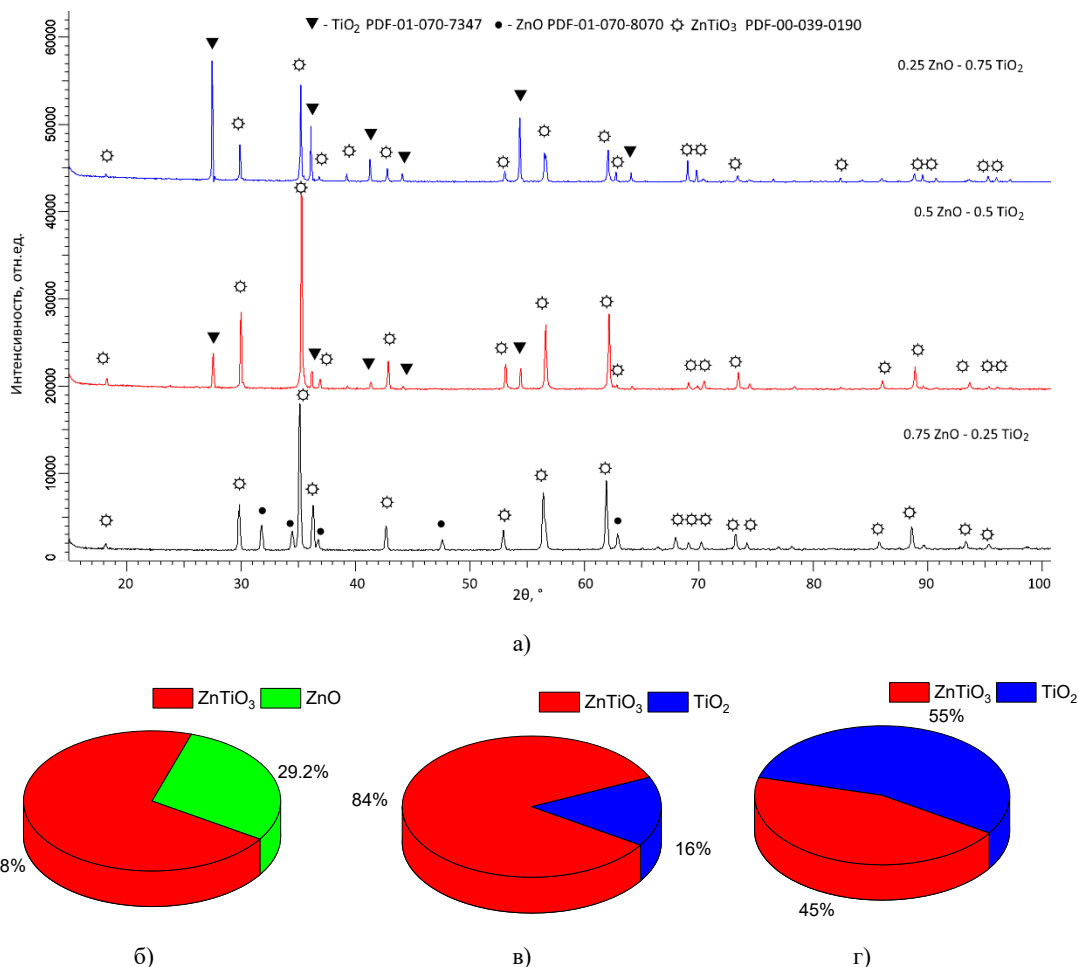 - TiO₂ PDF-01-070-7347 - ZnO PDF-01-070-8070 ZnTiO₃ PDF-00-039-0190
60000
50000
40000
30000
20000
10000
0
Интенсивность, отн.ед.
0.25 ZnO - 0.75 TiO₂
0.5 ZnO - 0.5 TiO₂
0.75 ZnO - 0.25 TiO₂
20 30 40 50 60 70 80 90 100
2θ, °
а)
ZnTiO₃ ZnO
29.2%
8%
б)
ZnTiO₃ TiO₂
84%
16%
в)
ZnTiO₃ TiO₂
55%
45%
г)